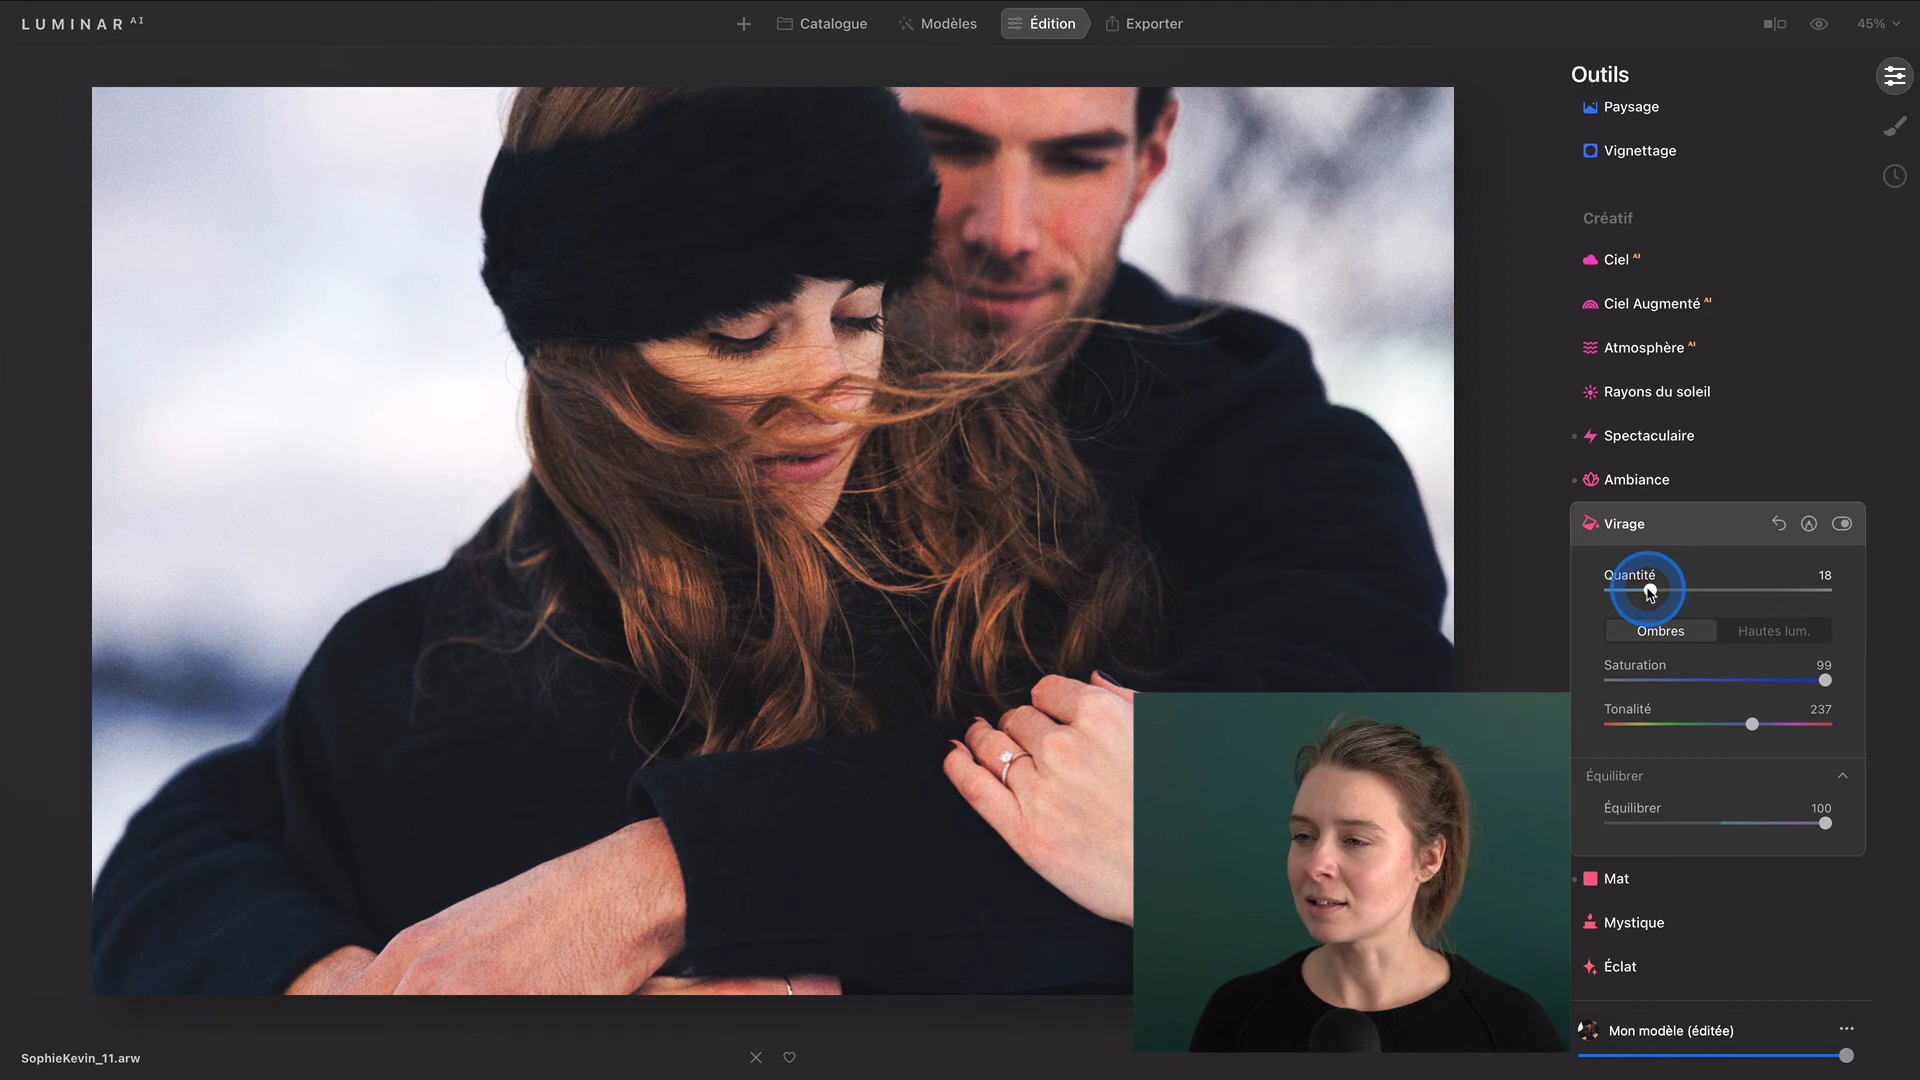 LUMINAR AI
Catalogue
Modèles
Édition
Exporter
45%
Outils
Paysage
Vignettage
Créatif
Ciel AI
Ciel Augmenté AI
Atmosphère AI
Rayons du soleil
Spectaculaire
Ambiance
Virage
Quantité 18
Ombres Hautes lum.
Saturation 99
Tonalité 237
Équilibrer
Équilibrer 100
Mat
Mystique
Éclat
Mon modèle (éditée)
SophieKevin_11.arw